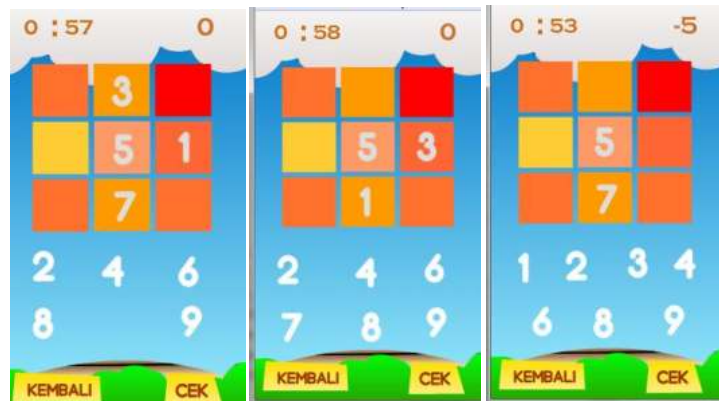 0 : 57 0
3
5 1
7
2 4 6
8 9
KEMBALI CEK
0 : 58 0
5 3
1
2 4 6
7 8 9
KEMBALI CEK
0 : 53 -5
5
7
1 2 3 4
6 8 9
KEMBALI CEK